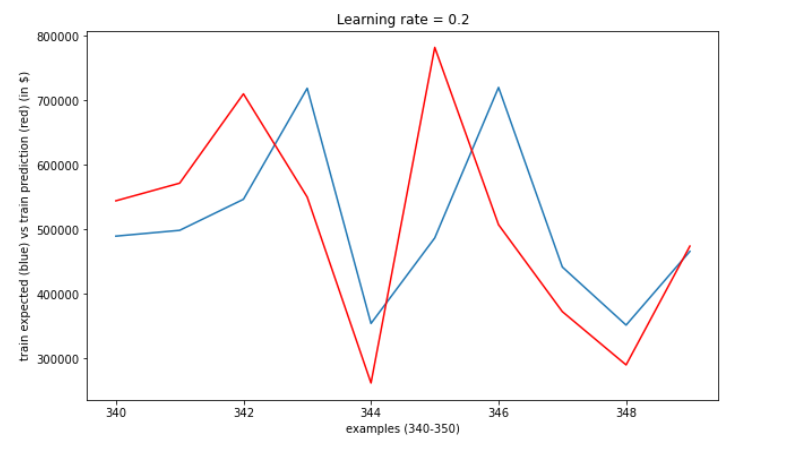 Learning rate = 0.2
train expected (blue) vs train prediction (red) (in $)
800000
700000
600000
500000
400000
300000
340 342 344 346 348
examples (340-350)